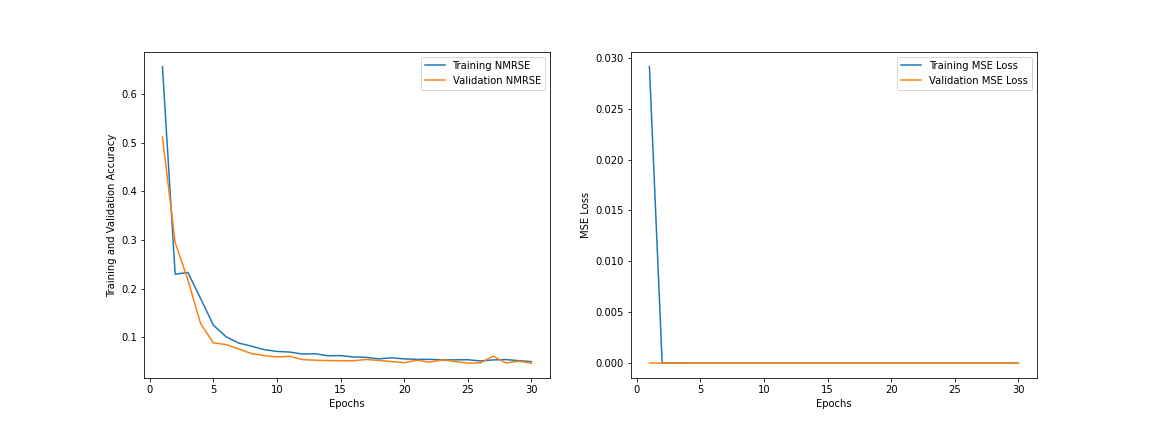 Training NMRSE
Validation NMRSE
Training and Validation Accuracy
0.6
0.5
0.4
0.3
0.2
0.1
0 5 10 15 20 25 30
Epochs
Training MSE Loss
Validation MSE Loss
MSE Loss
0.030
0.025
0.020
0.015
0.010
0.005
0.000
0 5 10 15 20 25 30
Epochs